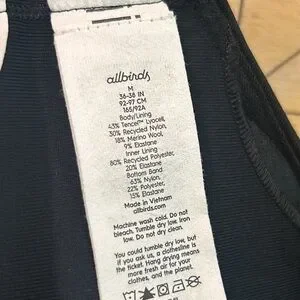 allbirds
M
36-38 IN
92-97 CM
165/92A
Body/Lining
43% Tencel™ Lyocell,
30% Recycled Nylon,
18% Merino Wool,
9% Elastane
Inner Lining
80% Recycled Polyester,
20% Elastane
Bottom Band
63% Nylon,
22% Polyester,
15% Elastane
Made in Vietnam
allbirds.com
Machine wash cold. Do not
bleach. Tumble dry low. Iron
low. Do not dry clean.
You could tumble dry low, but
if you ask us, a clothesline is
the ticket. Hang drying means
more fresh air for your
clothes, and the planet.